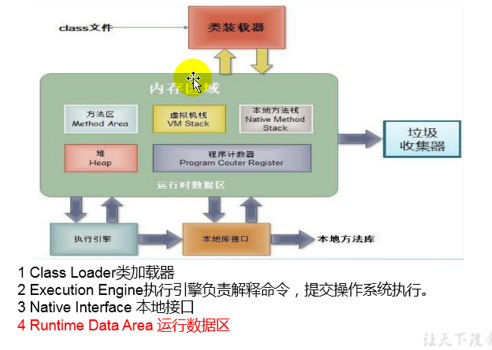 class文件
类装载器
内存区域
方法区
Method Area
虚拟机栈
VM Stack
本地方法栈
Native Method
Stack
堆
Heap
程序计数器
Program Couter Register
运行时数据区
垃圾
收集器
执行引擎
本地库接口
本地方法库
1 Class Loader类加载器
2 Execution Engine执行引擎负责解释命令，提交操作系统执行。
3 Native Interface 本地接口
4 Runtime Data Area 运行数据区
让天下没